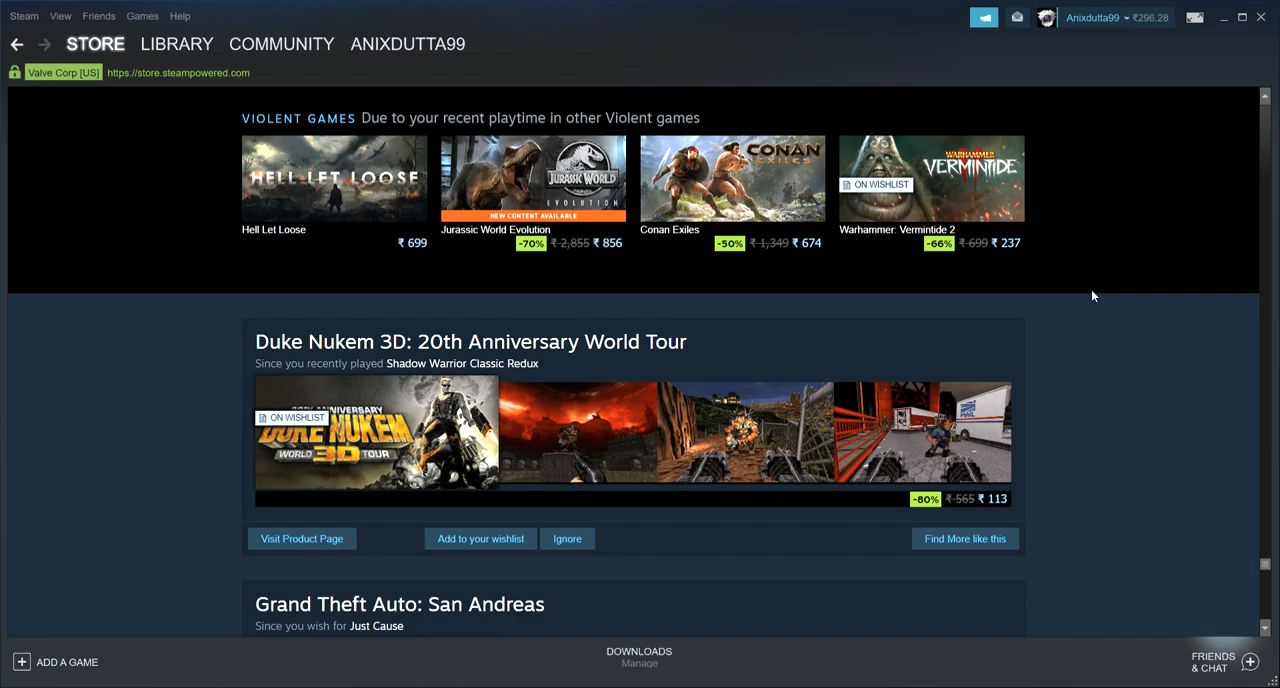 Steam View Friends Games Help
Anixdutta99 ₹296.28
STORE LIBRARY COMMUNITY ANIXDUTTA99
Valve Corp [US] https://store.steampowered.com
VIOLENT GAMES Due to your recent playtime in other Violent games
HELL LET LOOSE
JURASSIC WORLD
EVOLUTION
NEW CONTENT AVAILABLE
CONAN
EXILES
WARHAMMER
VERMINTIDE
ON WISHLIST
Hell Let Loose
₹ 699
Jurassic World Evolution
-70% ₹ 2,855 ₹ 856
Conan Exiles
-50% ₹ 1,349 ₹ 674
Warhammer: Vermintide 2
-66% ₹ 699 ₹ 237
Duke Nukem 3D: 20th Anniversary World Tour
Since you recently played Shadow Warrior Classic Redux
20TH ANNIVERSARY
ON WISHLIST
DUKE NUKEM
WORLD 3D TOUR
MAIL
-80% ₹ 565 ₹ 113
Visit Product Page Add to your wishlist Ignore Find More like this
Grand Theft Auto: San Andreas
Since you wish for Just Cause
ADD A GAME
DOWNLOADS
Manage
FRIENDS
& CHAT